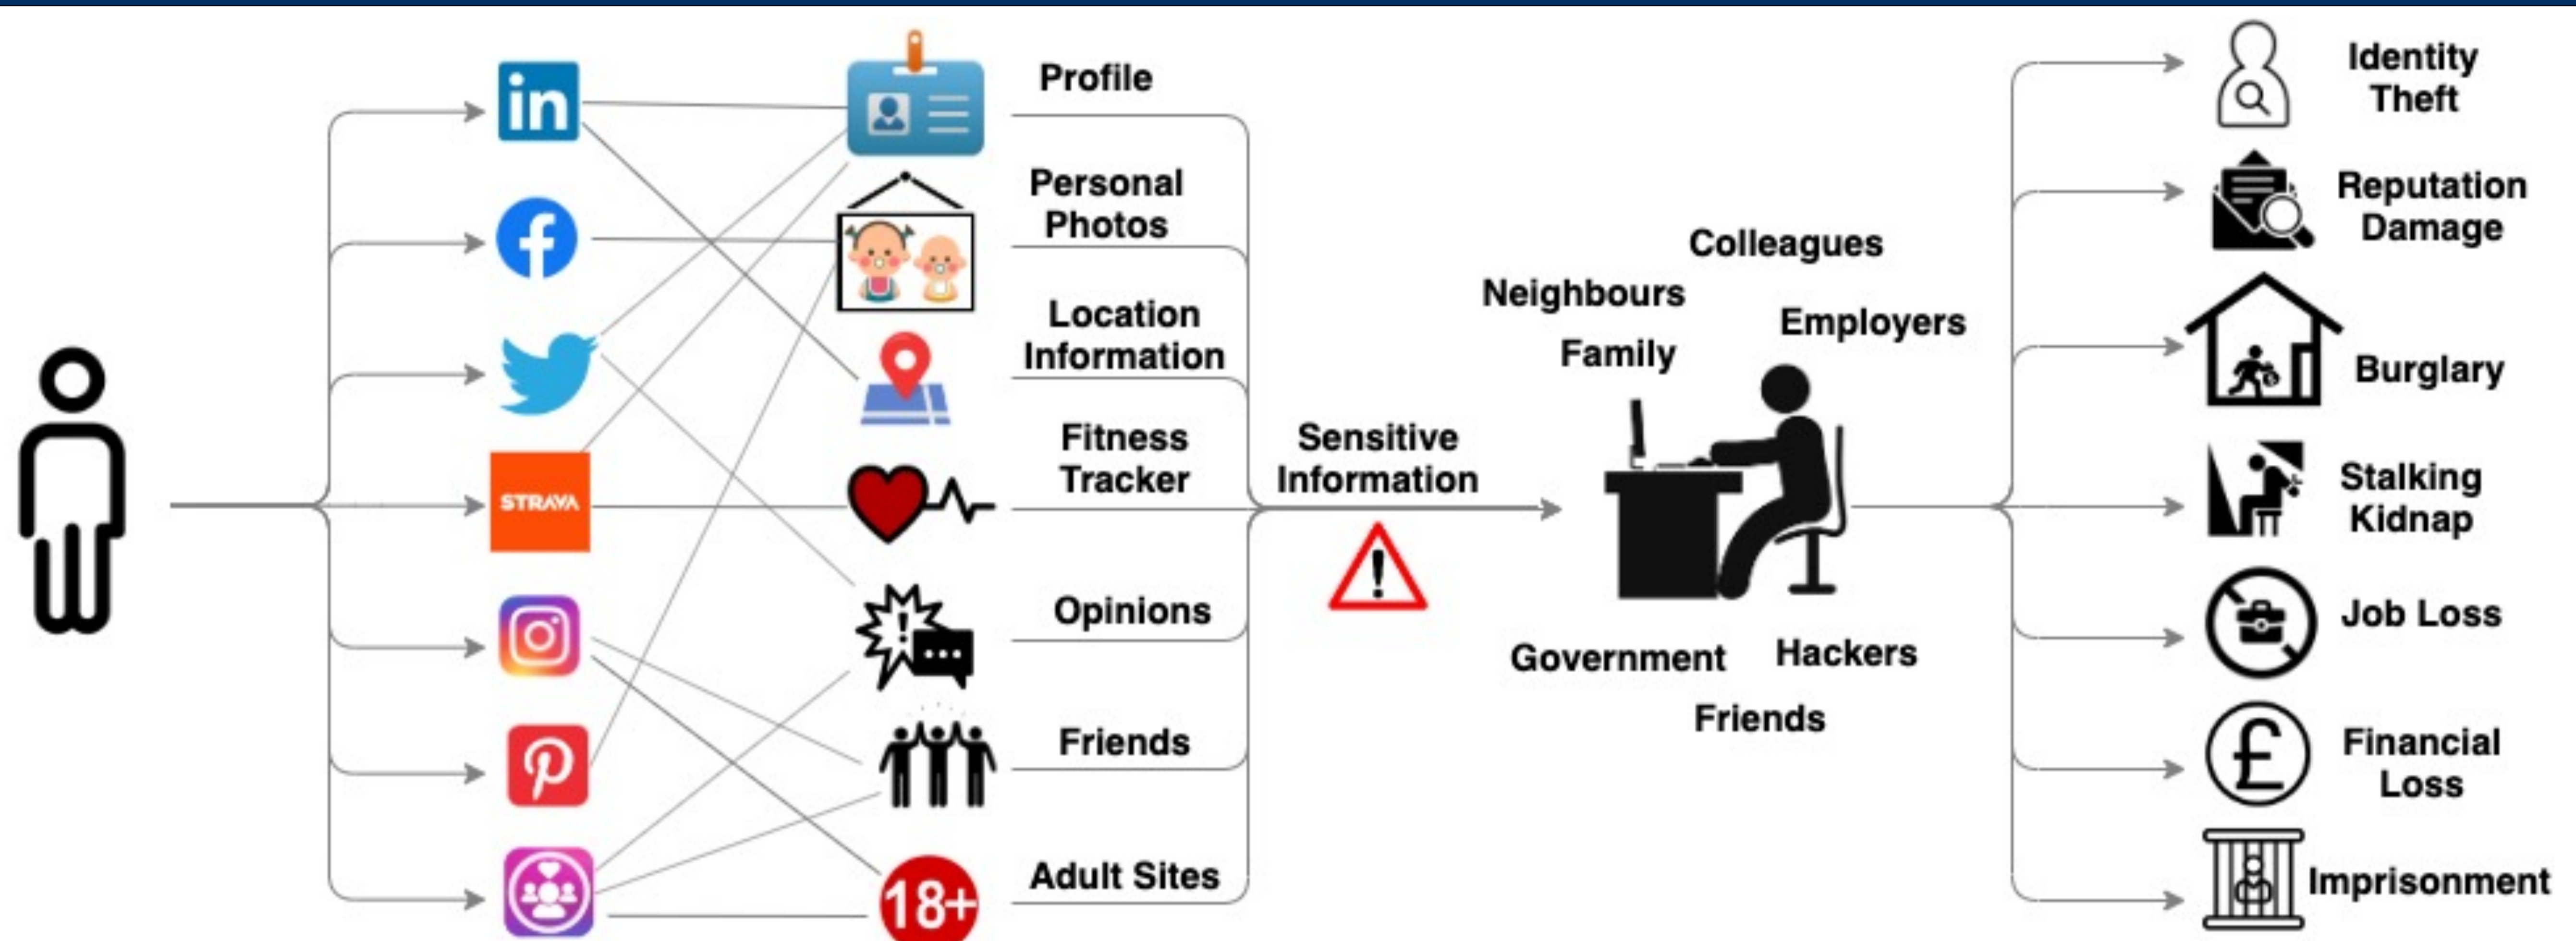 in
Profile
Personal
Photos
Location
Information
STRAVA
Fitness
Tracker
Opinions
Friends
18+
Adult Sites
Sensitive
Information
!
Colleagues
Neighbours
Employers
Family
Government
Hackers
Friends
Identity
Theft
Reputation
Damage
Burglary
Stalking
Kidnap
Job Loss
£
Financial
Loss
Imprisonment